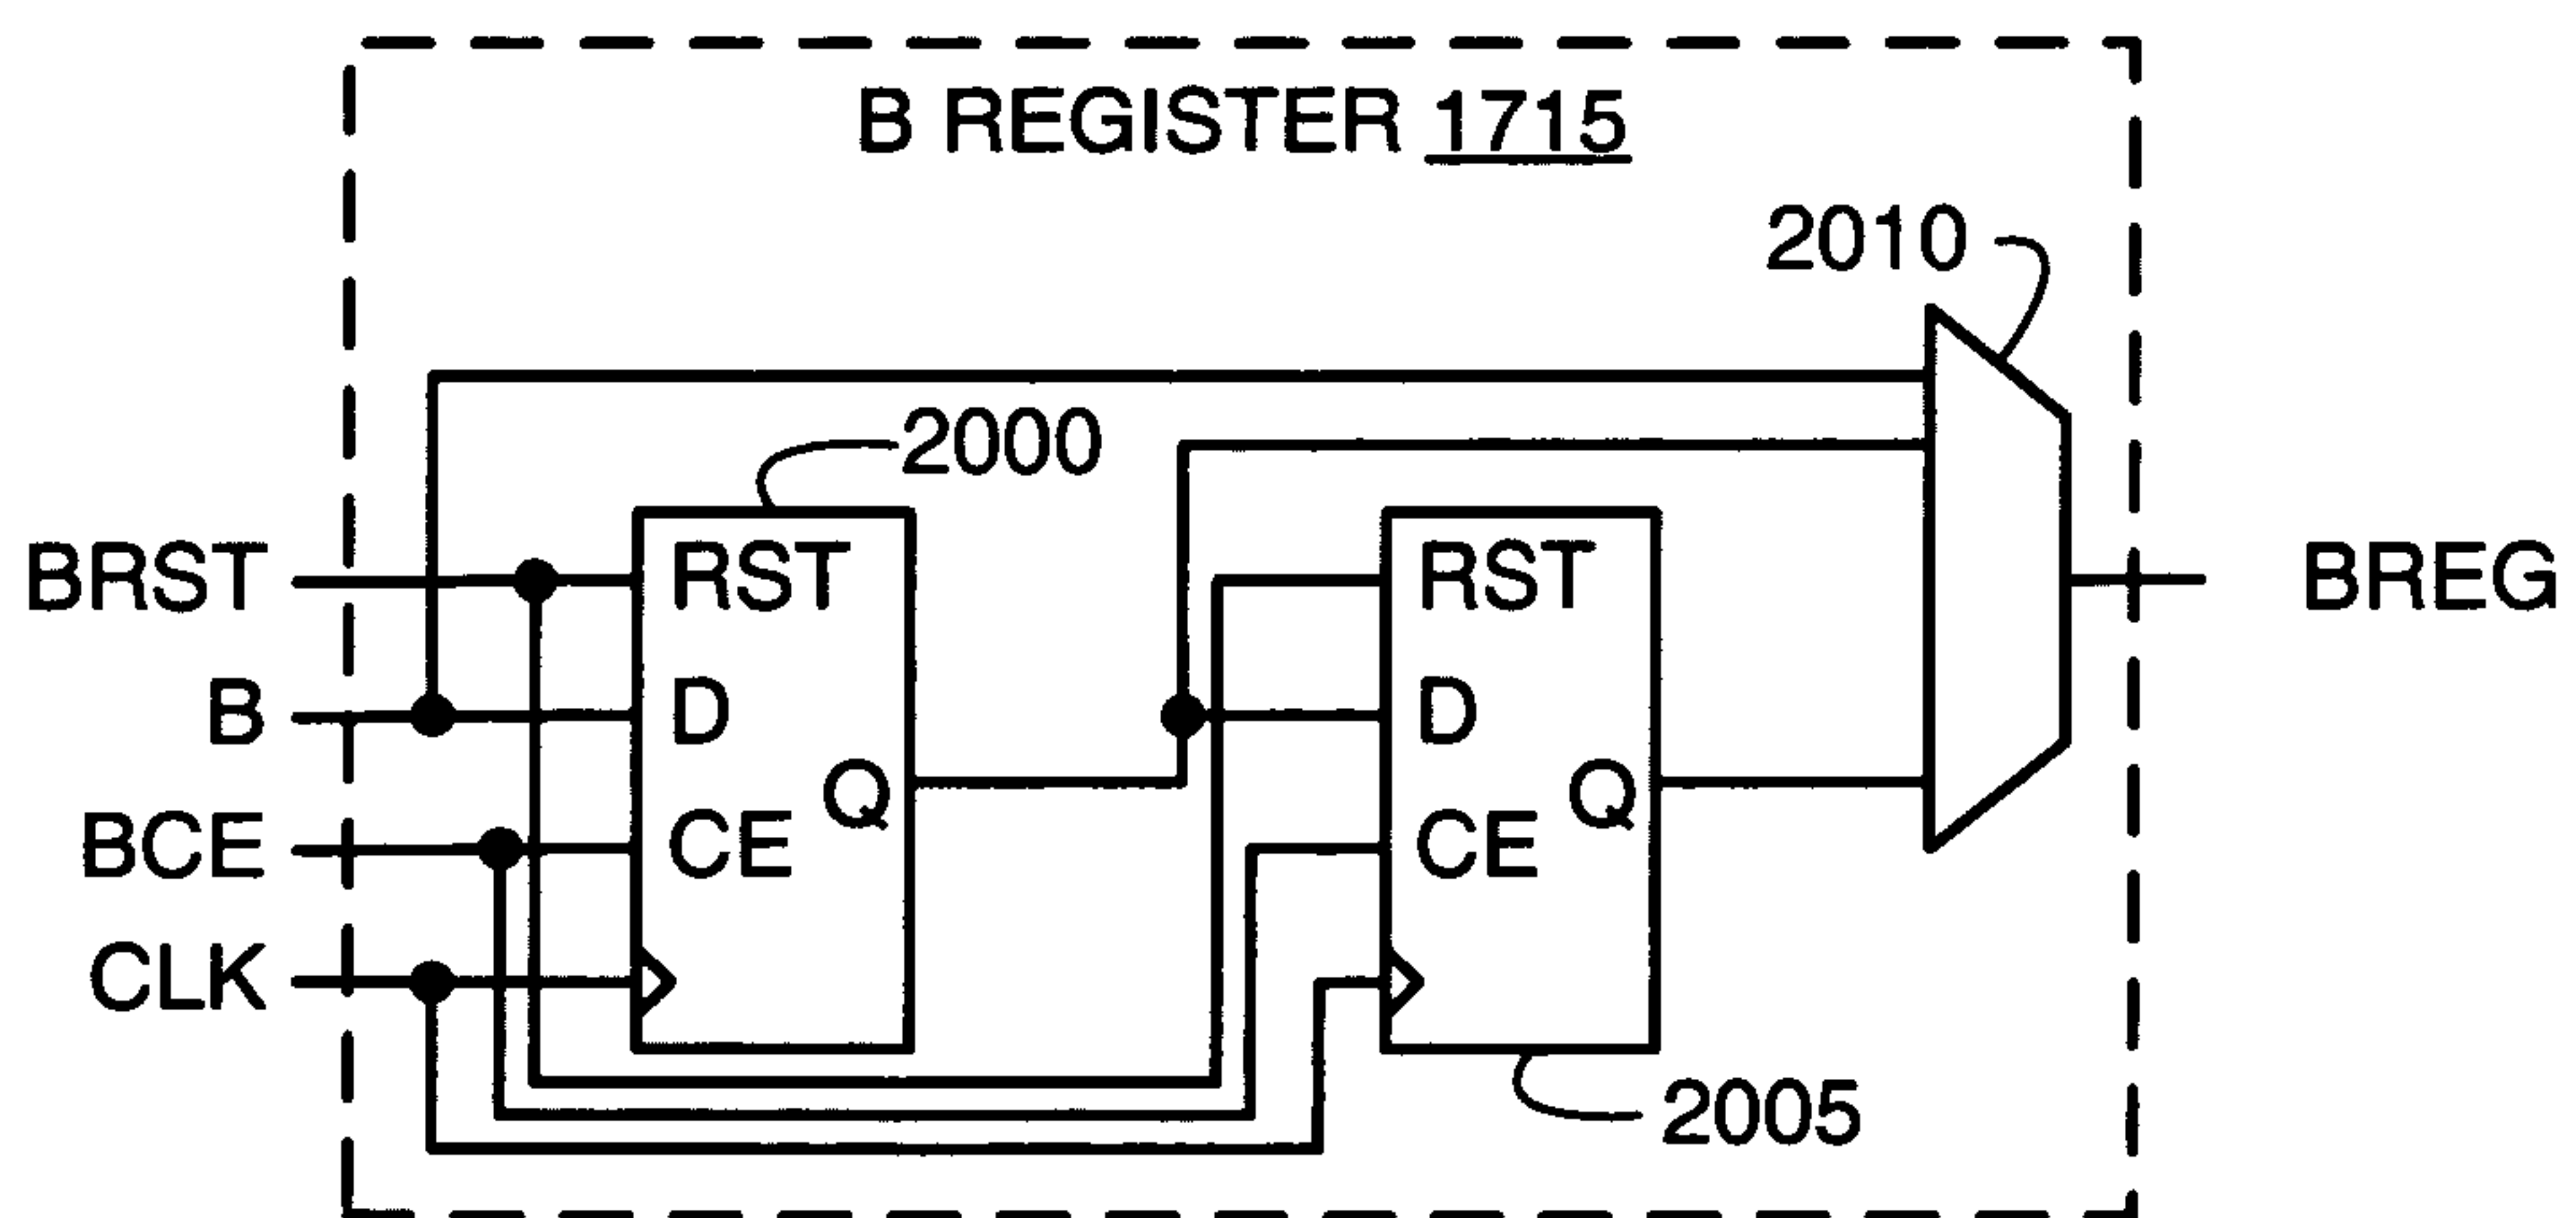 B REGISTER 1715
2010
2000
BRST
RST
RST
BREG
B
D
D
Q
Q
BCE
CE
CE
CLK
2005